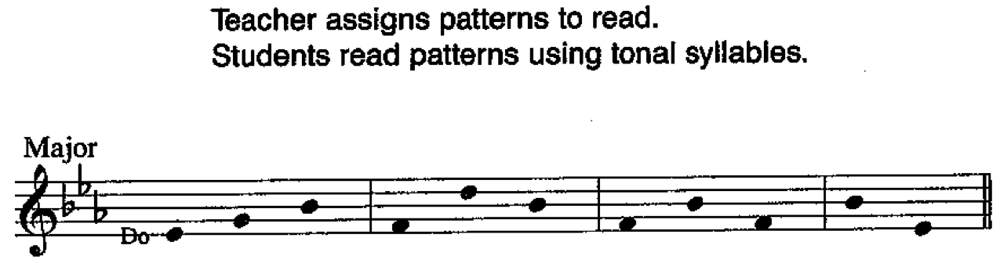 Teacher assigns patterns to read.
Students read patterns using tonal syllables.
Major
Do